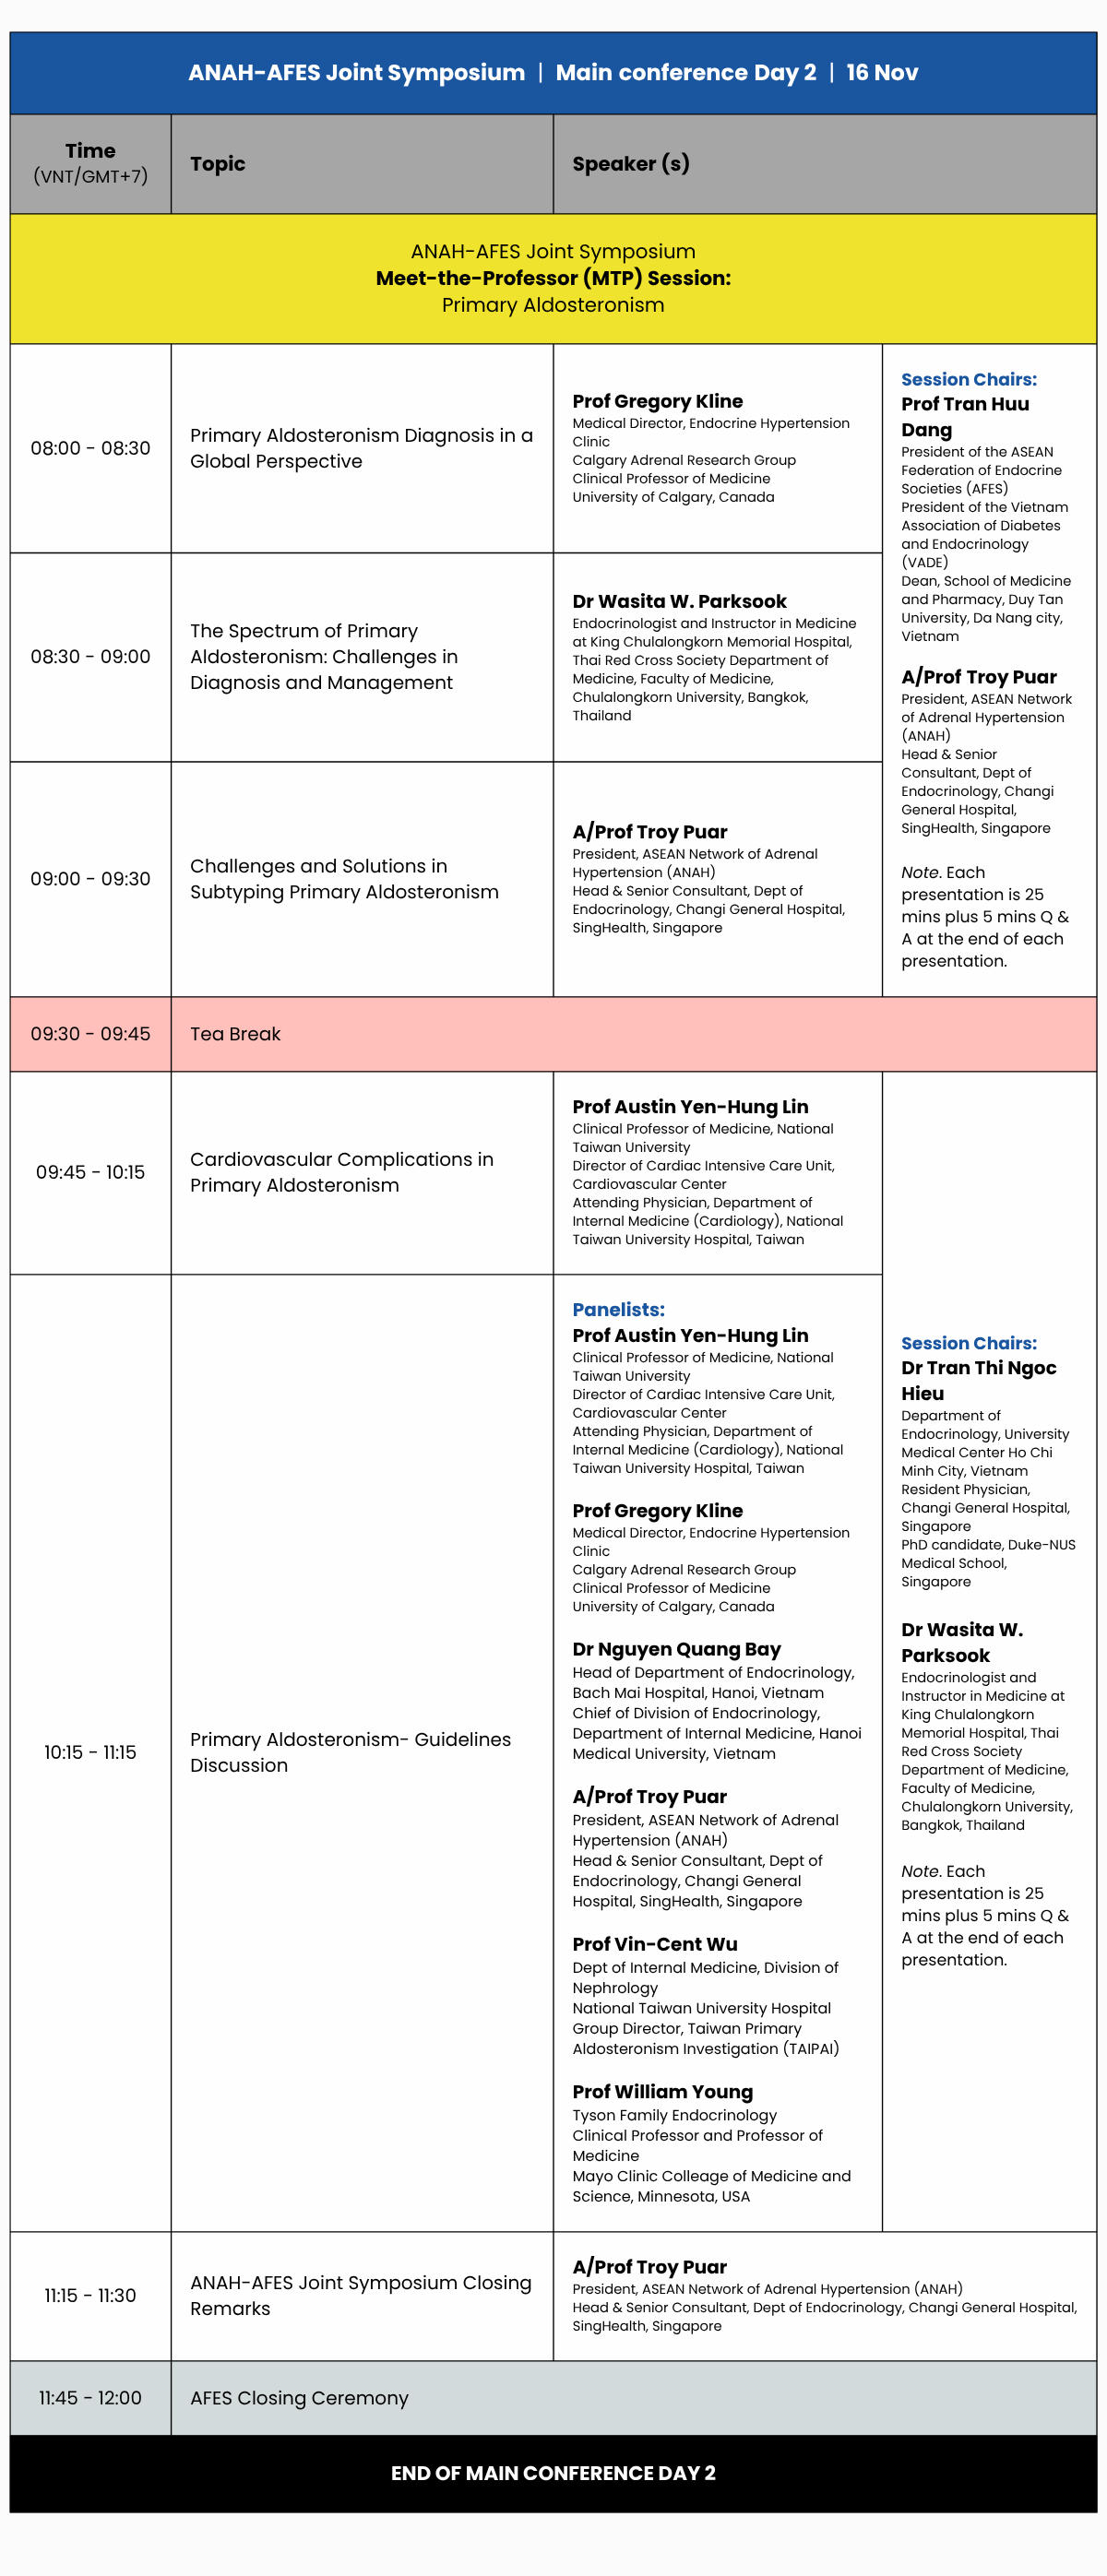 ANAH-AFES Joint Symposium | Main conference Day 2 | 16 Nov
Time
(VNT/GMT+7)
Topic
Speaker (s)
ANAH-AFES Joint Symposium
Meet-the-Professor (MTP) Session:
Primary Aldosteronism
08:00 - 08:30
Primary Aldosteronism Diagnosis in a
Global Perspective
Prof Gregory Kline
Medical Director, Endocrine Hypertension
Clinic
Calgary Adrenal Research Group
Clinical Professor of Medicine
University of Calgary, Canada
Session Chairs:
Prof Tran Huu
Dang
President of the ASEAN
Federation of Endocrine
Societies (AFES)
President of the Vietnam
Association of Diabetes
and Endocrinology
(VADE)
Dean, School of Medicine
and Pharmacy, Duy Tan
University, Da Nang city,
Vietnam
A/Prof Troy Puar
President, ASEAN Network
of Adrenal Hypertension
(ANAH)
Head & Senior
Consultant, Dept of
Endocrinology, Changi
General Hospital,
SingHealth, Singapore
Note. Each
presentation is 25
mins plus 5 mins Q &
A at the end of each
presentation.
08:30 - 09:00
The Spectrum of Primary
Aldosteronism: Challenges in
Diagnosis and Management
Dr Wasita W. Parksook
Endocrinologist and Instructor in Medicine
at King Chulalongkorn Memorial Hospital,
Thai Red Cross Society Department of
Medicine, Faculty of Medicine,
Chulalongkorn University, Bangkok,
Thailand
09:00 - 09:30
Challenges and Solutions in
Subtyping Primary Aldosteronism
A/Prof Troy Puar
President, ASEAN Network of Adrenal
Hypertension (ANAH)
Head & Senior Consultant, Dept of
Endocrinology, Changi General Hospital,
SingHealth, Singapore
09:30 - 09:45
Tea Break
09:45 - 10:15
Cardiovascular Complications in
Primary Aldosteronism
Prof Austin Yen-Hung Lin
Clinical Professor of Medicine, National
Taiwan University
Director of Cardiac Intensive Care Unit,
Cardiovascular Center
Attending Physician, Department of
Internal Medicine (Cardiology), National
Taiwan University Hospital, Taiwan
10:15 - 11:15
Primary Aldosteronism- Guidelines
Discussion
Panelists:
Prof Austin Yen-Hung Lin
Clinical Professor of Medicine, National
Taiwan University
Director of Cardiac Intensive Care Unit,
Cardiovascular Center
Attending Physician, Department of
Internal Medicine (Cardiology), National
Taiwan University Hospital, Taiwan
Prof Gregory Kline
Medical Director, Endocrine Hypertension
Clinic
Calgary Adrenal Research Group
Clinical Professor of Medicine
University of Calgary, Canada
Dr Nguyen Quang Bay
Head of Department of Endocrinology,
Bach Mai Hospital, Hanoi, Vietnam
Chief of Division of Endocrinology,
Department of Internal Medicine, Hanoi
Medical University, Vietnam
A/Prof Troy Puar
President, ASEAN Network of Adrenal
Hypertension (ANAH)
Head & Senior Consultant, Dept of
Endocrinology, Changi General
Hospital, SingHealth, Singapore
Prof Vin-Cent Wu
Dept of Internal Medicine, Division of
Nephrology
National Taiwan University Hospital
Group Director, Taiwan Primary
Aldosteronism Investigation (TAIPAI)
Prof William Young
Tyson Family Endocrinology
Clinical Professor and Professor of
Medicine
Mayo Clinic Colleage of Medicine and
Science, Minnesota, USA
Session Chairs:
Dr Tran Thi Ngoc
Hieu
Department of
Endocrinology, University
Medical Center Ho Chi
Minh City, Vietnam
Resident Physician,
Changi General Hospital,
Singapore
PhD candidate, Duke-NUS
Medical School,
Singapore
Dr Wasita W.
Parksook
Endocrinologist and
Instructor in Medicine at
King Chulalongkorn
Memorial Hospital, Thai
Red Cross Society
Department of Medicine,
Faculty of Medicine,
Chulalongkorn University,
Bangkok, Thailand
Note. Each
presentation is 25
mins plus 5 mins Q &
A at the end of each
presentation.
11:15 - 11:30
ANAH-AFES Joint Symposium Closing
Remarks
A/Prof Troy Puar
President, ASEAN Network of Adrenal Hypertension (ANAH)
Head & Senior Consultant, Dept of Endocrinology, Changi General Hospital,
SingHealth, Singapore
11:45 - 12:00
AFES Closing Ceremony
END OF MAIN CONFERENCE DAY 2